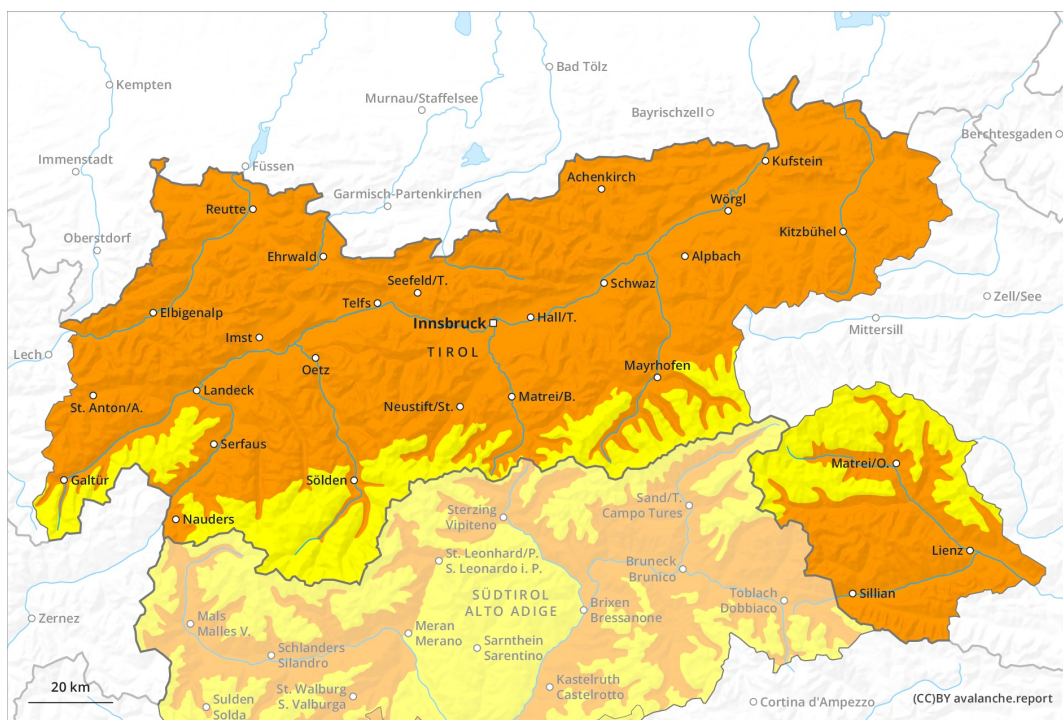 Kempten
Bad Tölz
Murnau/Staffelsee
Bayrischzell
Berchtesgaden
Immenstadt
Füssen
Kufstein
Achenkirch
Garmisch-Partenkirchen
Wörgl
Reutte
Oberstdorf
Kitzbühel
Ehrwald
Alpbach
Seefeld/T.
Schwaz
Zell/See
Telfs
Elbigenalp
Hall/T.
Innsbruck
Mittersill
Imst
Lech
TIROL
Oetz
Mayrhofen
Landeck
St. Anton/A.
Neustift/St.
Matrei/B.
Serfaus
Matrei/O.
Galtür
Sölden
Sand/T.
Campo Tures
Sterzing
Vipiteno
Nauders
Lienz
St. Leonhard/P.
S. Leonardo i. P.
Bruneck
Brunico
Sillian
SÜDTIROL
ALTO ADIGE
Toblach
Dobbiaco
Brixen
Bressanone
Zernez
Mals
Malles V.
Meran
Merano
Sarnthein
Sarentino
Schlanders
Silandro
20 km
St. Walburg
S. Valburga
Kastelruth
Castelrotto
Sulden
Solda
Cortina d'Ampezzo
(CC)BY avalanche.report